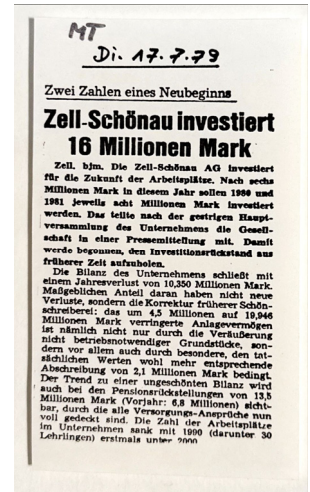 MT
Di. 17.7.79
Zwei Zahlen eines Neubeginns
Zell-Schönau investiert
16 Millionen Mark
Zell. bjm. Die Zell-Schönau AG investiert
für die Zukunft der Arbeitsplätze. Nach sechs
Millionen Mark in diesem Jahr sollen 1980 und
1981 jeweils acht Millionen Mark investiert
werden. Das teilte nach der gestrigen Haupt-
versammlung des Unternehmens die Gesell-
schaft in einer Pressemitteilung mit. Damit
werde begonnen, den Investitionsrückstand aus
früherer Zeit aufzuholen.
Die Bilanz des Unternehmens schließt mit
einem Jahresverlust von 10,350 Millionen Mark.
Maßgeblichen Anteil daran haben nicht neue
Verluste, sondern die Korrektur früherer Schön-
schreiberei: das um 4,5 Millionen auf 19,946
Millionen Mark verringerte Anlagevermögen
ist nämlich nicht nur durch die Veräußerung
nicht betriebsnotwendiger Grundstücke, son-
dern vor allem auch durch besondere, den tat-
sächlichen Werten wohl mehr entsprechende
Abschreibung von 2,1 Millionen Mark bedingt.
Der Trend zu einer ungeschönten Bilanz wird
auch bei den Pensionsrückstellungen von 13,5
Millionen Mark (Vorjahr: 6,8 Millionen) sicht-
bar, durch die alle Versorgungs-Ansprüche nun
voll gedeckt sind. Die Zahl der Arbeitsplätze
im Unternehmen sank mit 1990 (darunter 30
Lehrlingen) erstmals unter 2000